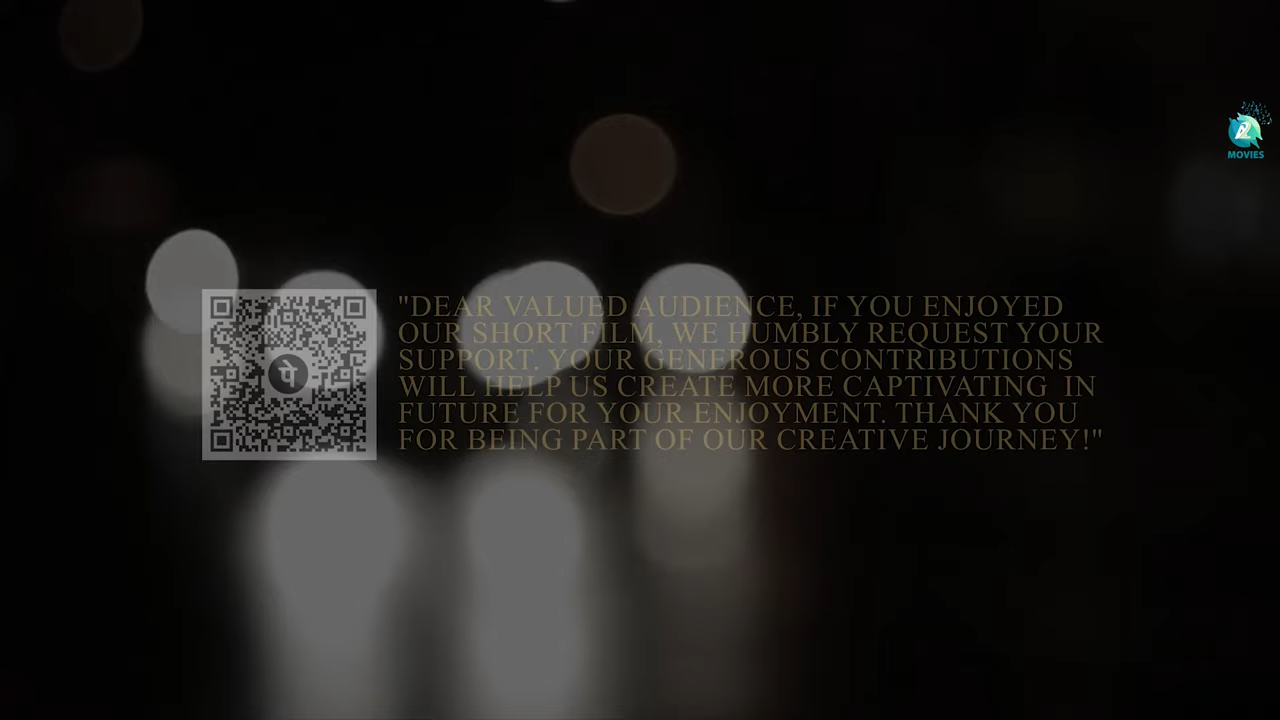 2
MOVIES
"DEAR VALUED AUDIENCE, IF YOU ENJOYED
OUR SHORT FILM, WE HUMBLY REQUEST YOUR
SUPPORT. YOUR GENEROUS CONTRIBUTIONS
WILL HELP US CREATE MORE CAPTIVATING  IN
FUTURE FOR YOUR ENJOYMENT. THANK YOU
FOR BEING PART OF OUR CREATIVE JOURNEY!"
पे